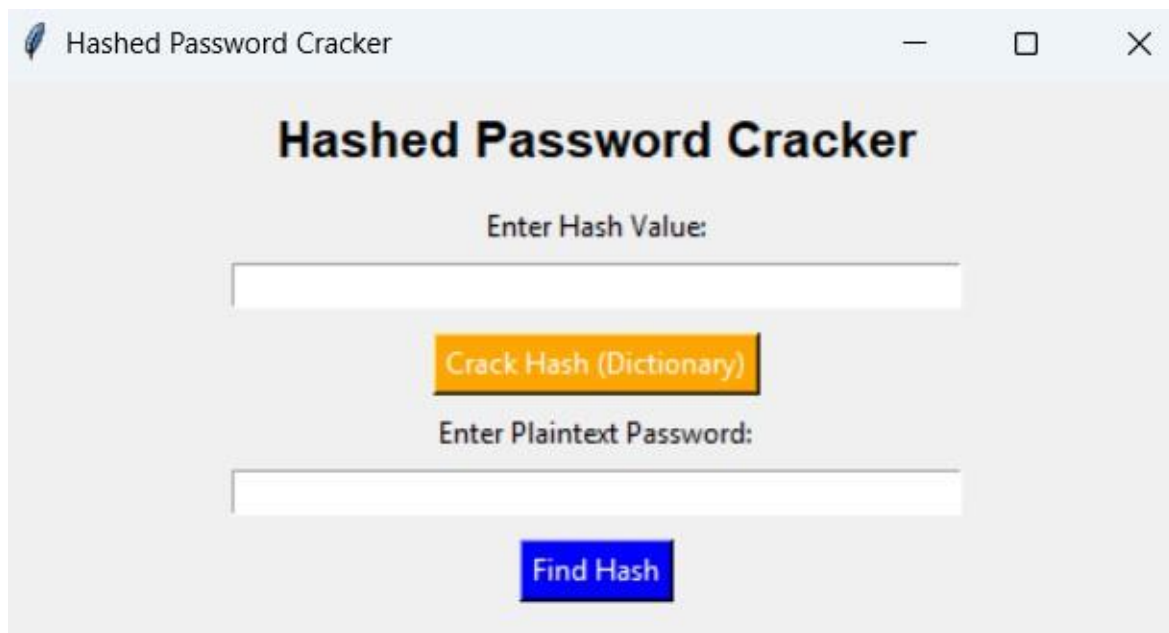 Hashed Password Cracker
Hashed Password Cracker
Enter Hash Value:
Crack Hash (Dictionary)
Enter Plaintext Password:
Find Hash